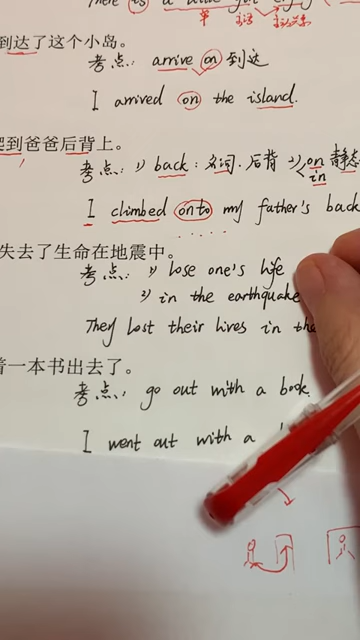 到达了这个小岛。
考点：arrive on 到达
I arrived on the island.
爬到爸爸后背上。
考点：1) back：名词．后背 2) on 静态 in
I climbed onto my father's back
失去了生命在地震中。
考点：1) lose one's life
2) in the earthquake
They lost their lives in the
着一本书出去了。
考点：go out with a book.
I went out with a